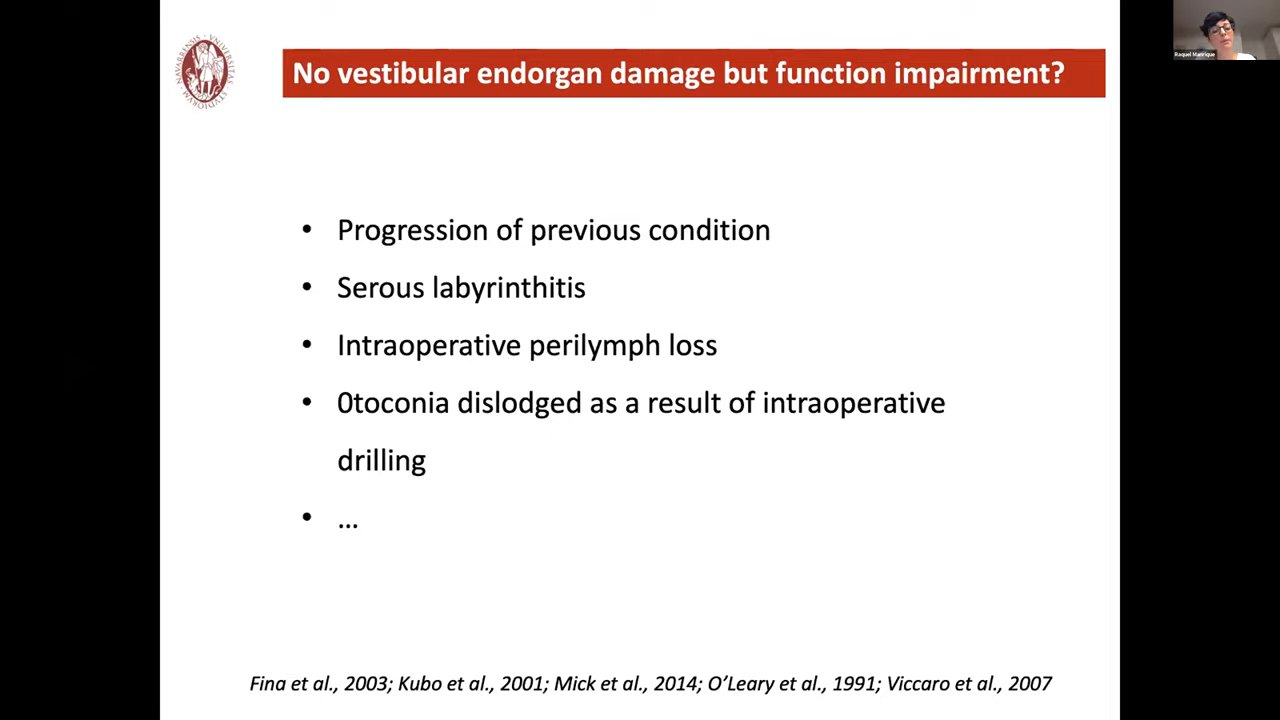 No vestibular endorgan damage but function impairment?
Raquel Manrique
• Progression of previous condition
• Serous labyrinthitis
• Intraoperative perilymph loss
• 0toconia dislodged as a result of intraoperative
drilling
• …
Fina et al., 2003; Kubo et al., 2001; Mick et al., 2014; O’Leary et al., 1991; Viccaro et al., 2007